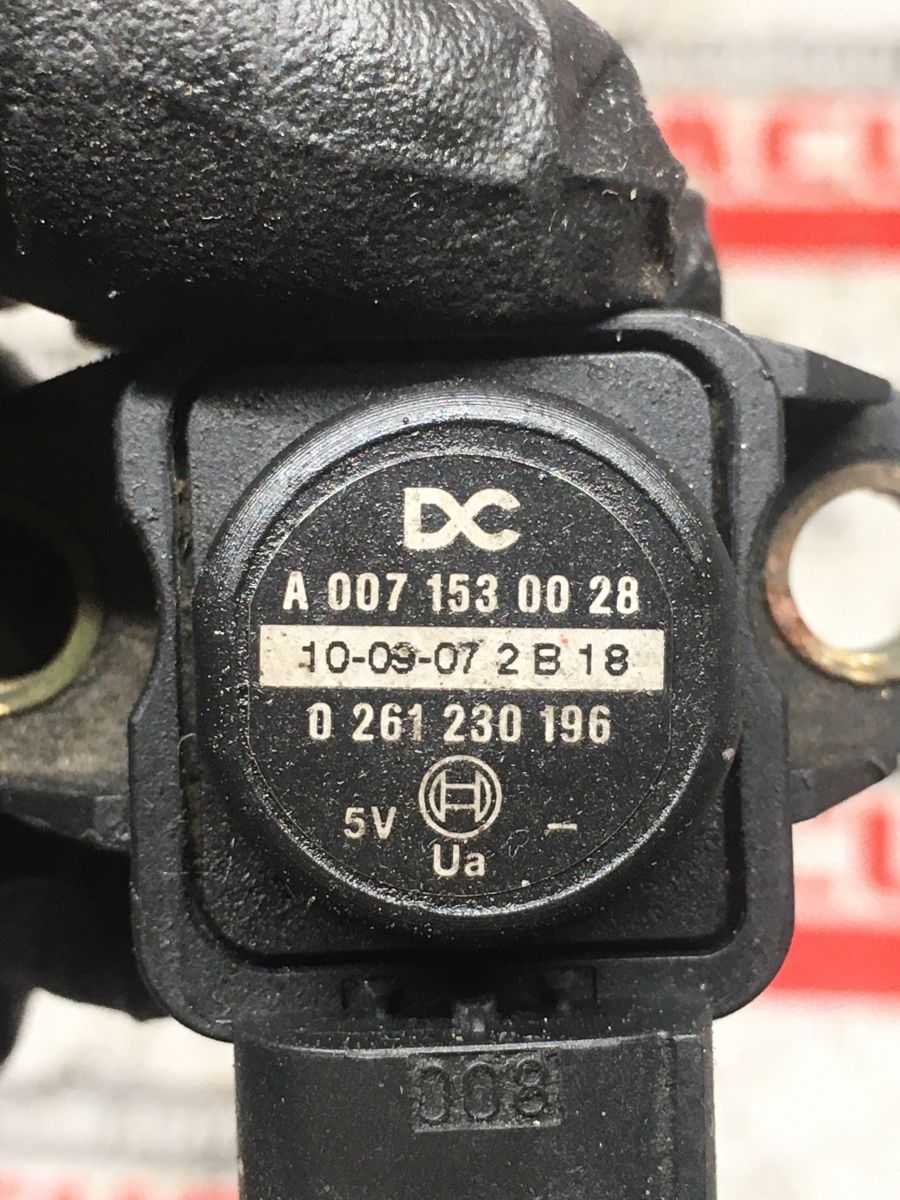 DC
A 007 153 00 28
10-09-07 2 B 18
0 261 230 196
5V –
Ua
008